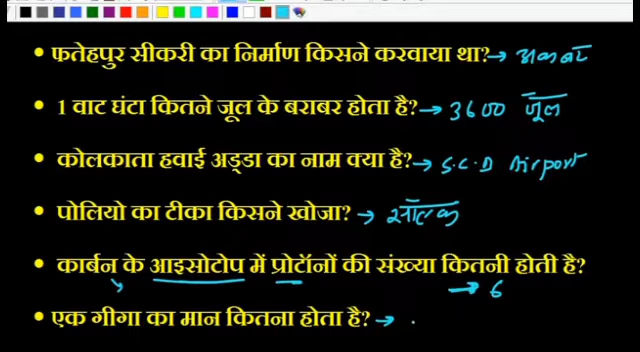 • फतेहपुर सीकरी का निर्माण किसने करवाया था? → अकबर
• 1 वाट घंटा कितने जूल के बराबर होता है? → 3600 जूल
• कोलकाता हवाई अड्डा का नाम क्या है? → S.C.D Airport
• पोलियो का टीका किसने खोजा? → साल्क
• कार्बन के आइसोटोप में प्रोटॉनों की संख्या कितनी होती है?
→ 6
• एक गीगा का मान कितना होता है? →